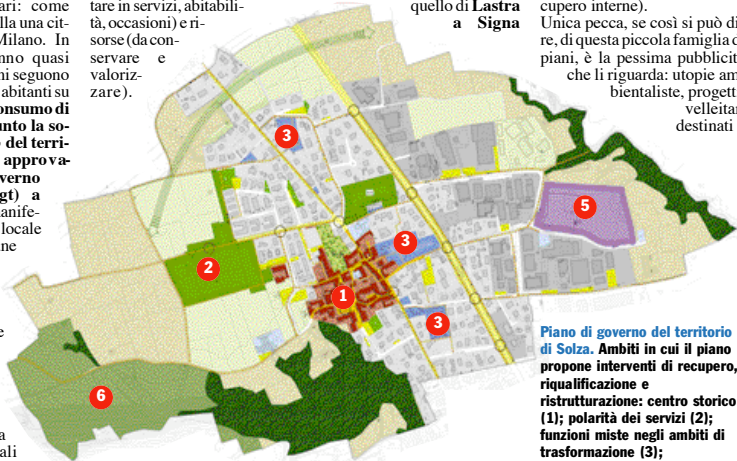 ari: come
alla una cit-
Milano. In
nno quasi
ni seguono
abitanti su
onsumo di
unto la so-
o del terri-
approva-
verno
gt) a
anife-
locale
ne
e
a
ali
tare in servizi, abitabili-
tà, occasioni) e ri-
sorse (da con-
servare e
valoriz-
zare).
quello di Lastra
a Signa
cupero interne).
Unica pecca, se così si può di
re, di questa piccola famiglia d
piani, è la pessima pubblicit
che li riguarda: utopie am
bientaliste, progetti
velleitar
destinati
3
5
3
2
1
3
6
Piano di governo del territorio
di Solza. Ambiti in cui il piano
propone interventi di recupero,
riqualificazione e
ristrutturazione: centro storico
(1); polarità dei servizi (2);
funzioni miste negli ambiti di
trasformazione (3);